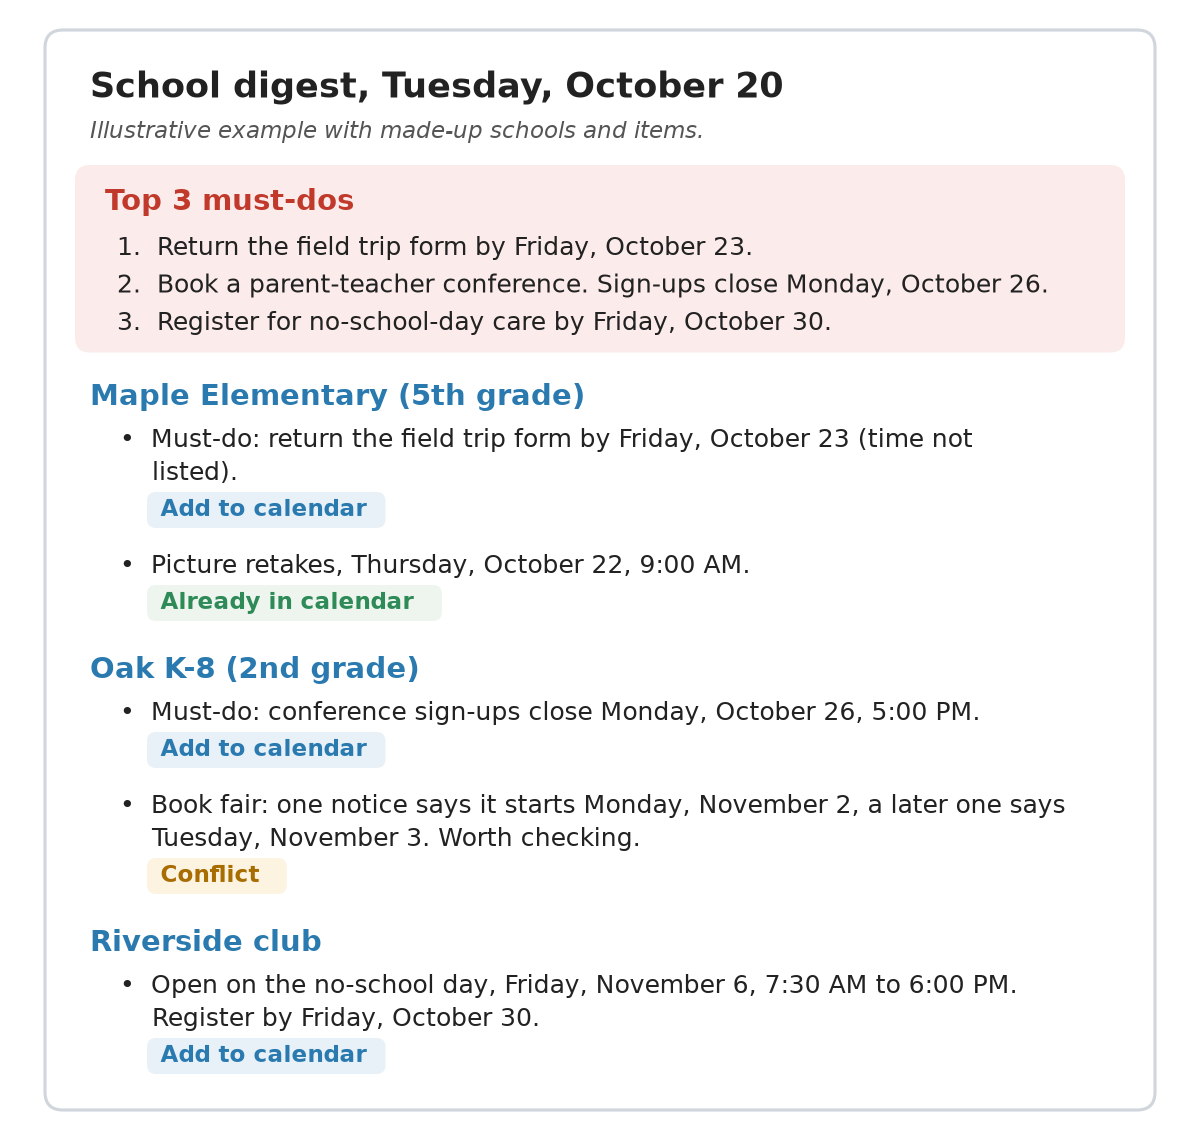 School digest, Tuesday, October 20
Illustrative example with made-up schools and items.
Top 3 must-dos
1. Return the field trip form by Friday, October 23.
2. Book a parent-teacher conference. Sign-ups close Monday, October 26.
3. Register for no-school-day care by Friday, October 30.
Maple Elementary (5th grade)
• Must-do: return the field trip form by Friday, October 23 (time not
listed).
Add to calendar
• Picture retakes, Thursday, October 22, 9:00 AM.
Already in calendar
Oak K-8 (2nd grade)
• Must-do: conference sign-ups close Monday, October 26, 5:00 PM.
Add to calendar
• Book fair: one notice says it starts Monday, November 2, a later one says
Tuesday, November 3. Worth checking.
Conflict
Riverside club
• Open on the no-school day, Friday, November 6, 7:30 AM to 6:00 PM.
Register by Friday, October 30.
Add to calendar